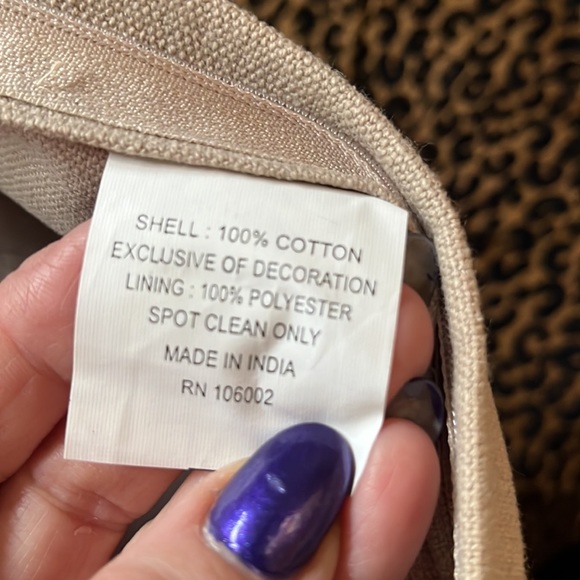 SHELL : 100% COTTON
EXCLUSIVE OF DECORATION
LINING : 100% POLYESTER
SPOT CLEAN ONLY
MADE IN INDIA
RN 106002